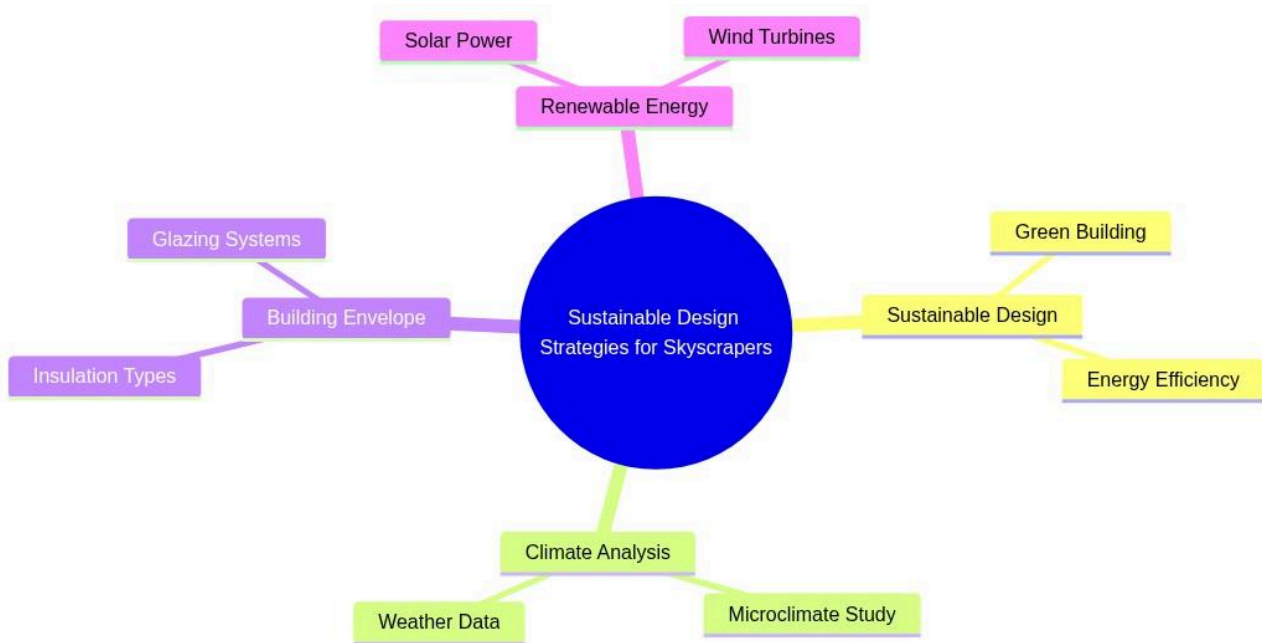 Solar Power
Wind Turbines
Renewable Energy
Glazing Systems
Building Envelope
Insulation Types
Sustainable Design
Strategies for Skyscrapers
Green Building
Sustainable Design
Energy Efficiency
Climate Analysis
Weather Data
Microclimate Study